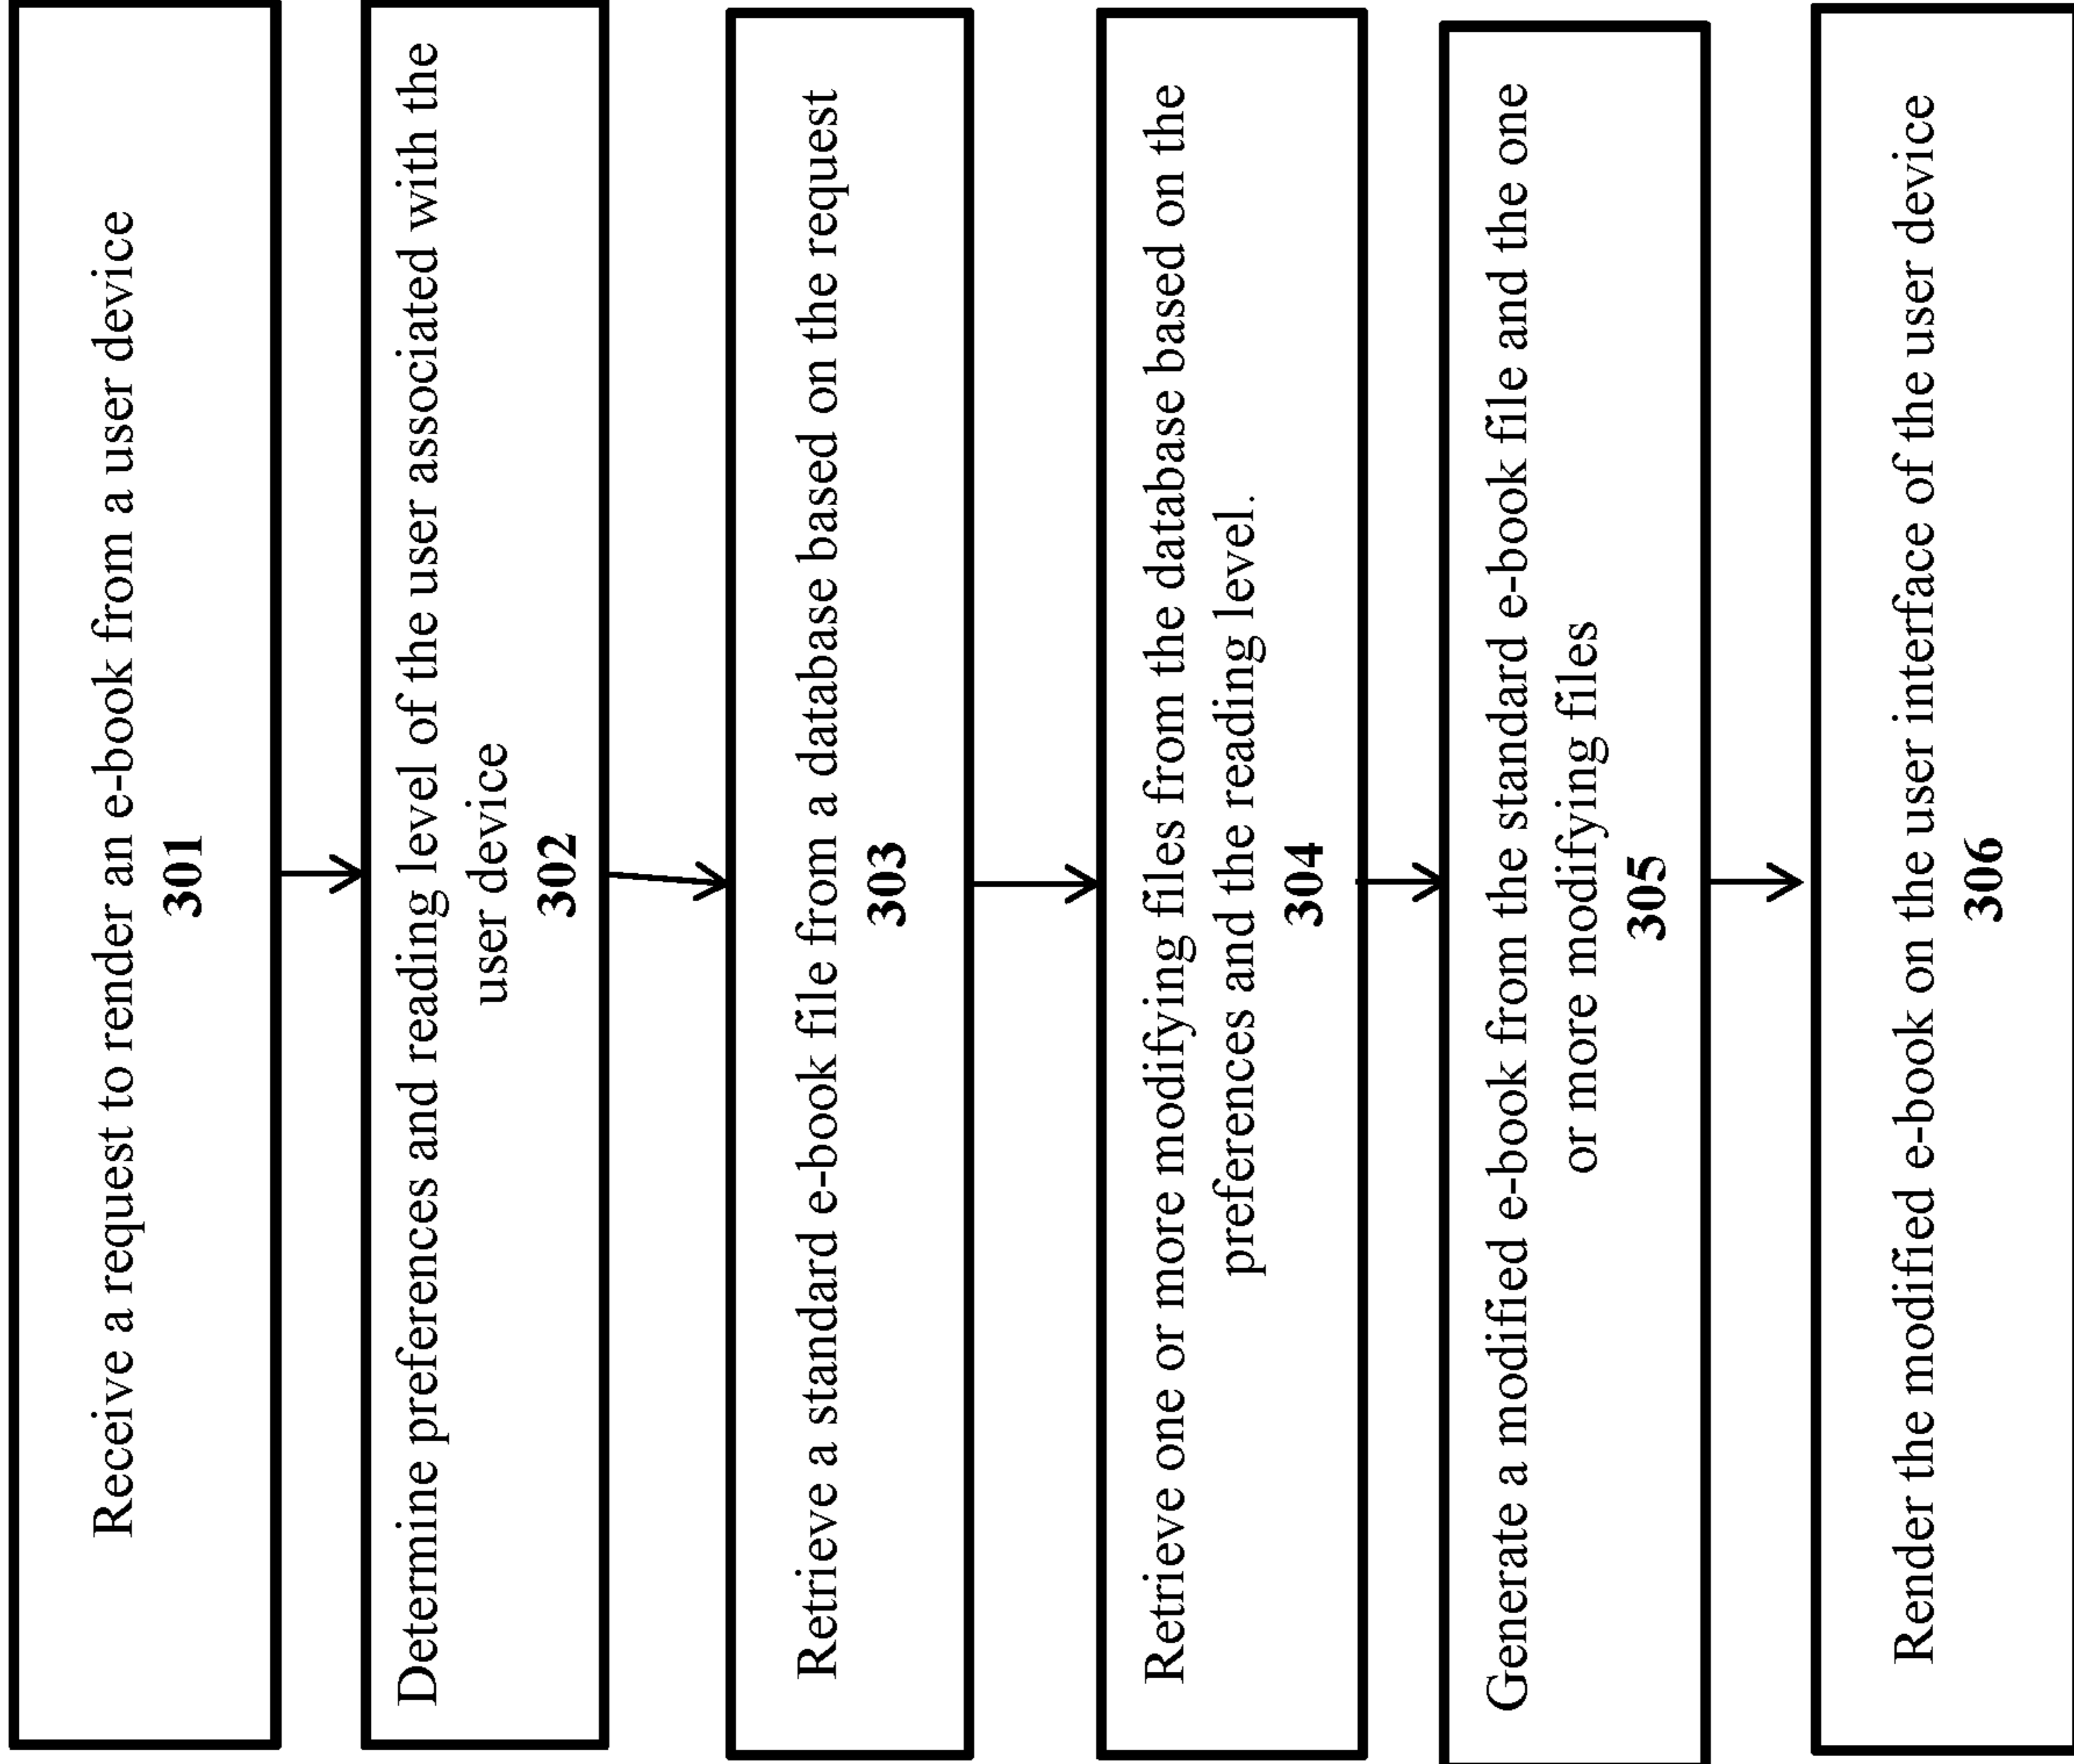 Receive a request to render an e-book from a user device
301
Determine preferences and reading level of the user associated with the
user device
302
Retrieve a standard e-book file from a database based on the request
303
Retrieve one or more modifying files from the database based on the
preferences and the reading level.
304
Generate a modified e-book from the standard e-book file and the one
or more modifying files
305
Render the modified e-book on the user interface of the user device
306